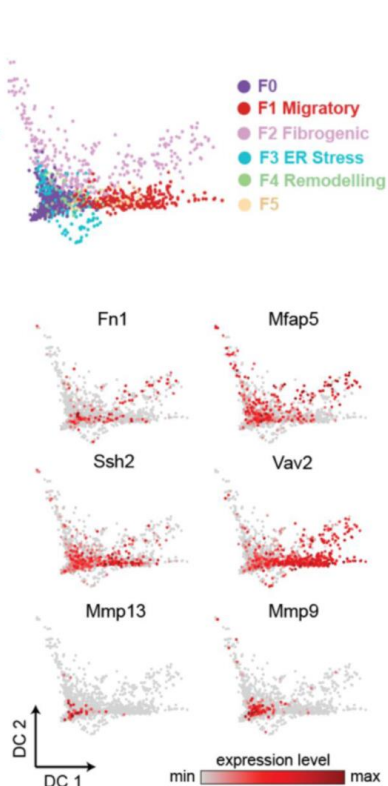 F0
F1 Migratory
F2 Fibrogenic
F3 ER Stress
F4 Remodelling
F5
Fn1 Mfap5
Ssh2 Vav2
Mmp13 Mmp9
DC 2
DC 1
expression level
min max